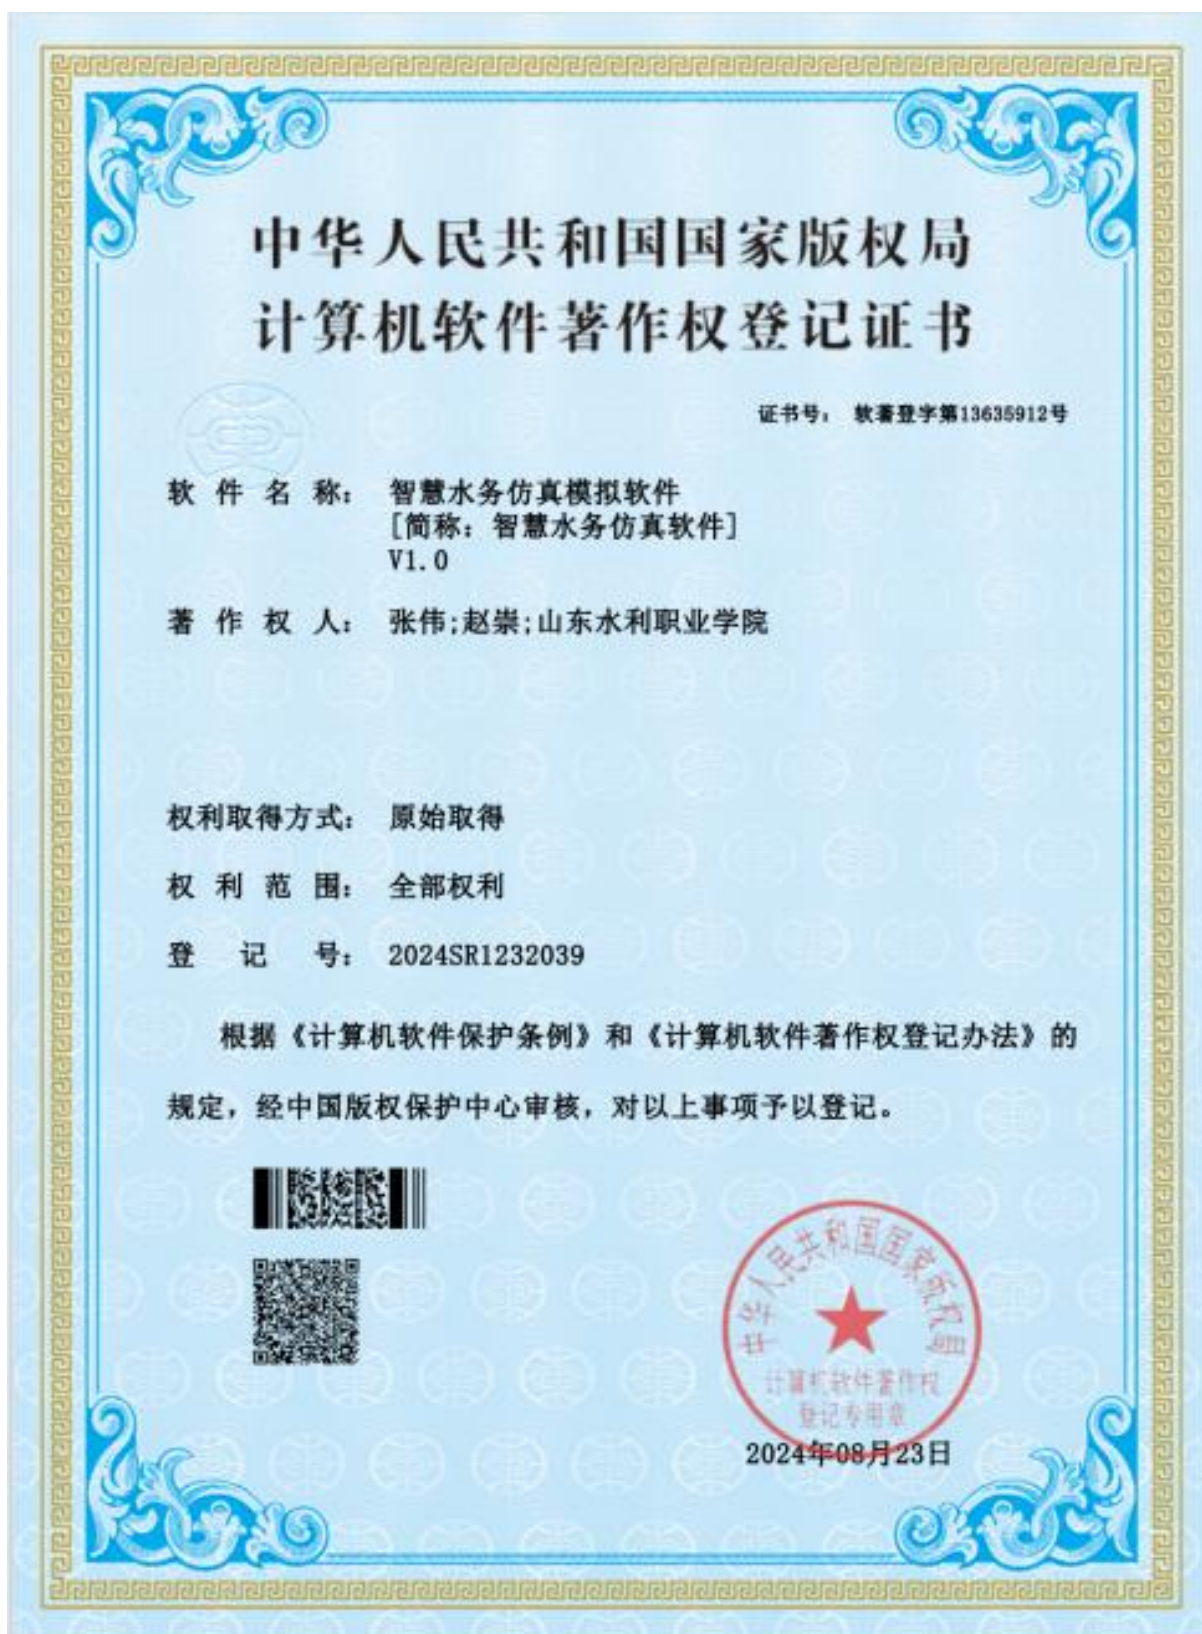 中华人民共和国国家版权局
计算机软件著作权登记证书
证书号： 软著登字第13635912号
软件名称： 智慧水务仿真模拟软件
[简称：智慧水务仿真软件]
V1.0
著作权人： 张伟;赵崇;山东水利职业学院
权利取得方式： 原始取得
权利范围： 全部权利
登记号： 2024SR1232039
根据《计算机软件保护条例》和《计算机软件著作权登记办法》的
规定，经中国版权保护中心审核，对以上事项予以登记。
中华人民共和国国家版权局
计算机软件著作权
登记专用章
2024年08月23日